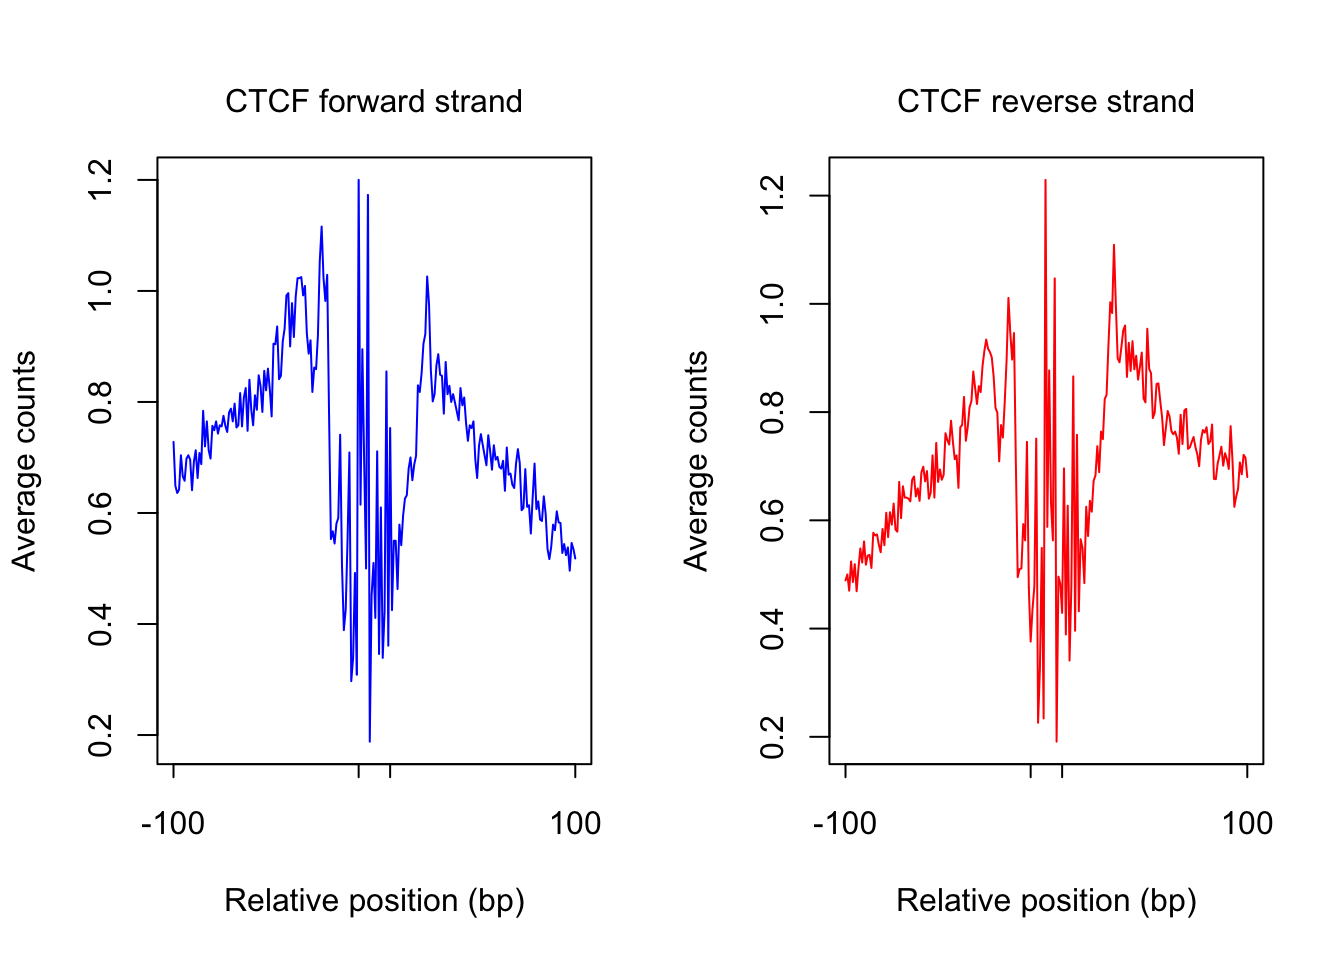 CTCF forward strand
Average counts
1.2
1.0
0.8
0.6
0.4
0.2
-100 100
Relative position (bp)
CTCF reverse strand
Average counts
1.2
1.0
0.8
0.6
0.4
0.2
-100 100
Relative position (bp)